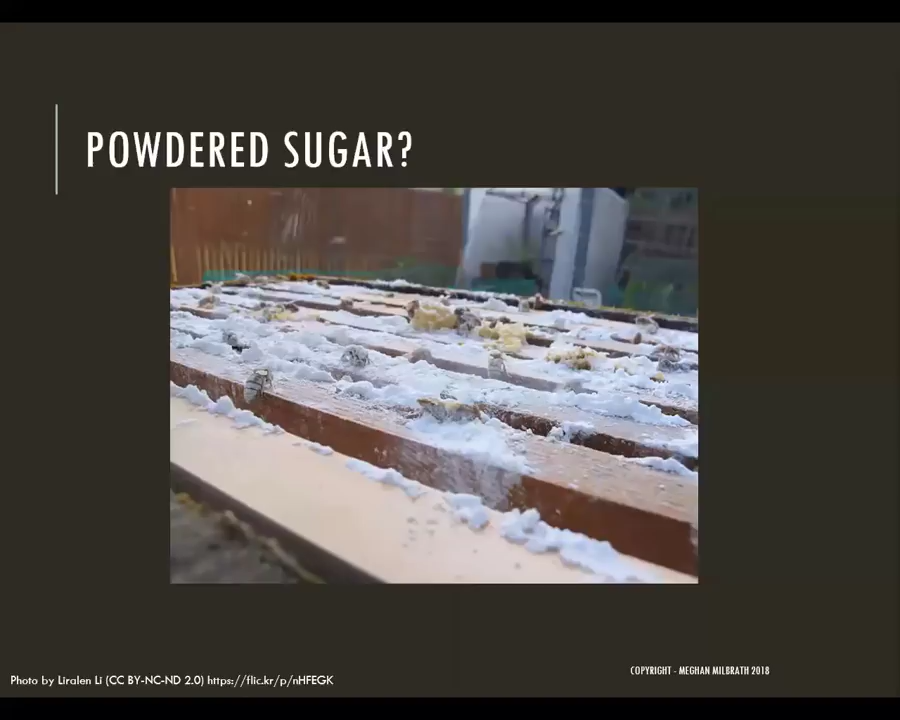 POWDERED SUGAR?
COPYRIGHT - MEGHAN MILBRATH 2018
Photo by Liralen Li (CC BY-NC-ND 2.0) https://flic.kr/p/nHFEGK